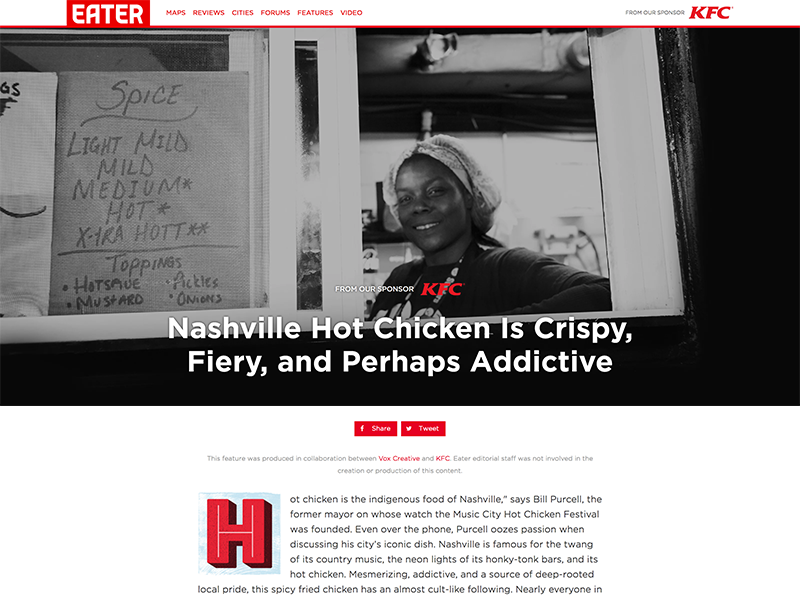 EATER MAPS REVIEWS CITIES FORUMS FEATURES VIDEO FROM OUR SPONSOR KFC
GS
SPICE
LIGHT MILD
MILD
MEDIUM*
HOT*
X-TRA HOTT**
TOPPINGS
• HOTSAUE • Pickles
• MUSTARD • ONIONS
FROM OUR SPONSOR KFC
Nashville Hot Chicken Is Crispy,
Fiery, and Perhaps Addictive
Share Tweet
This feature was produced in collaboration between Vox Creative and KFC. Eater editorial staff was not involved in the
creation or production of this content.
H ot chicken is the indigenous food of Nashville,” says Bill Purcell, the
former mayor on whose watch the Music City Hot Chicken Festival
was founded. Even over the phone, Purcell oozes passion when
discussing his city’s iconic dish. Nashville is famous for the twang
of its country music, the neon lights of its honky-tonk bars, and its
hot chicken. Mesmerizing, addictive, and a source of deep-rooted
local pride, this spicy fried chicken has an almost cult-like following. Nearly everyone in